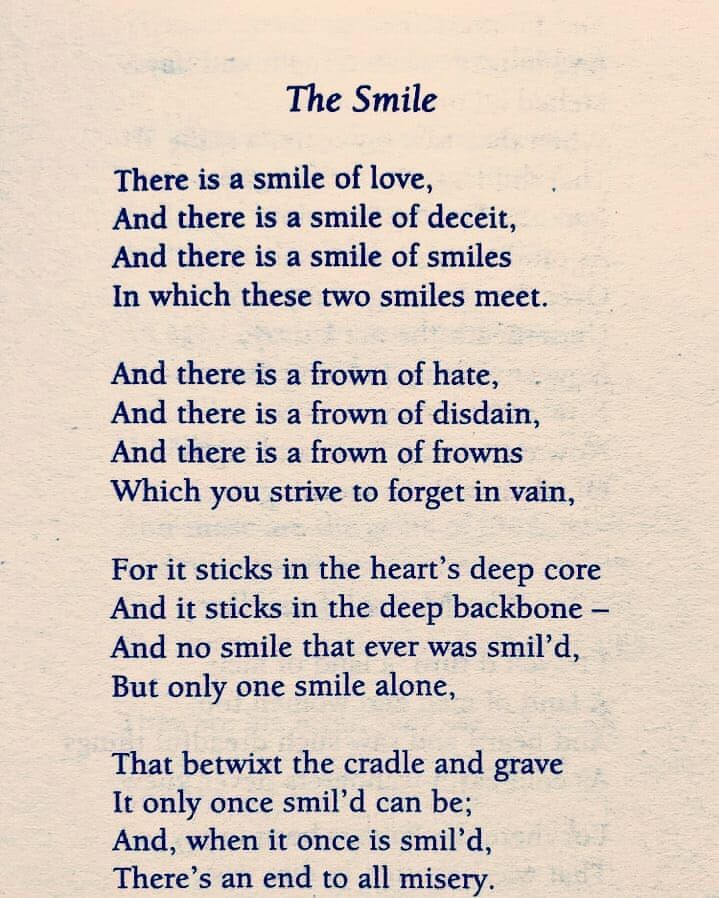 The Smile
There is a smile of love,
And there is a smile of deceit,
And there is a smile of smiles
In which these two smiles meet.
And there is a frown of hate,
And there is a frown of disdain,
And there is a frown of frowns
Which you strive to forget in vain,
For it sticks in the heart's deep core
And it sticks in the deep backbone –
And no smile that ever was smil'd,
But only one smile alone,
That betwixt the cradle and grave
It only once smil'd can be;
And, when it once is smil'd,
There's an end to all misery.